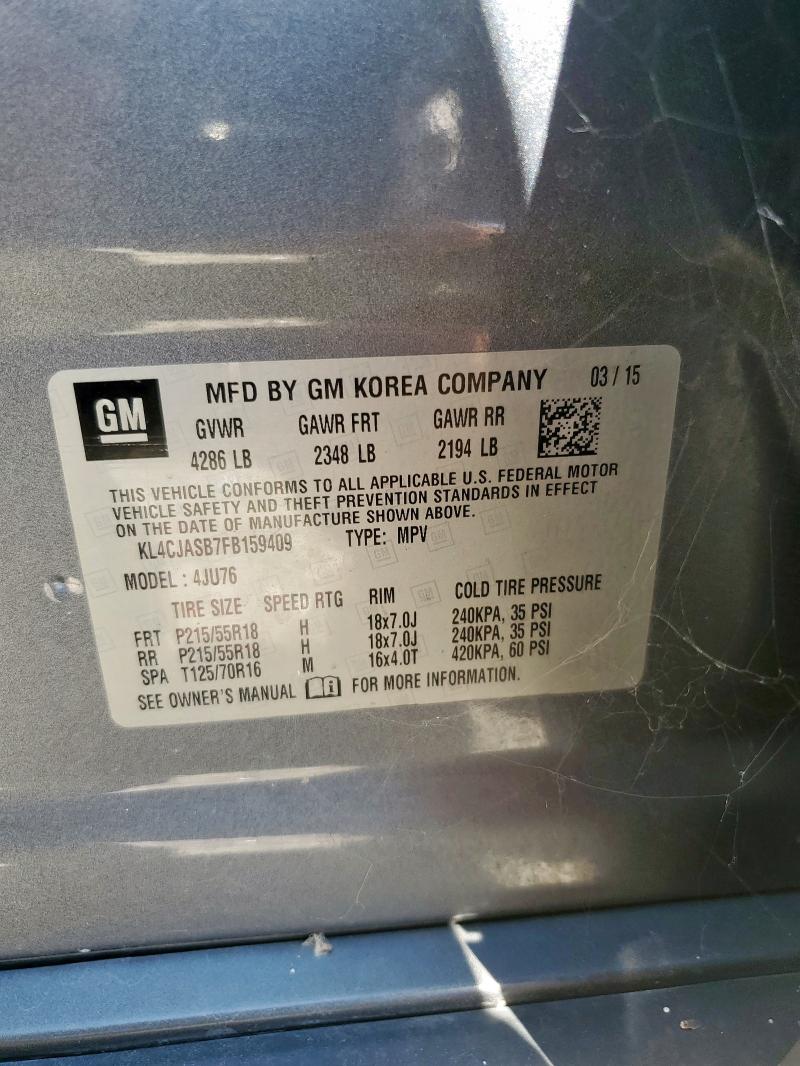 GM
MFD BY GM KOREA COMPANY 03 / 15
GVWR GAWR FRT GAWR RR
4286 LB 2348 LB 2194 LB
THIS VEHICLE CONFORMS TO ALL APPLICABLE U.S. FEDERAL MOTOR
VEHICLE SAFETY AND THEFT PREVENTION STANDARDS IN EFFECT
ON THE DATE OF MANUFACTURE SHOWN ABOVE.
KL4CJASB7FB159409 TYPE: MPV
MODEL : 4JU76
TIRE SIZE SPEED RTG RIM COLD TIRE PRESSURE
FRT P215/55R18 H 18x7.0J 240KPA, 35 PSI
RR P215/55R18 H 18x7.0J 240KPA, 35 PSI
SPA T125/70R16 M 16x4.0T 420KPA, 60 PSI
SEE OWNER'S MANUAL FOR MORE INFORMATION.